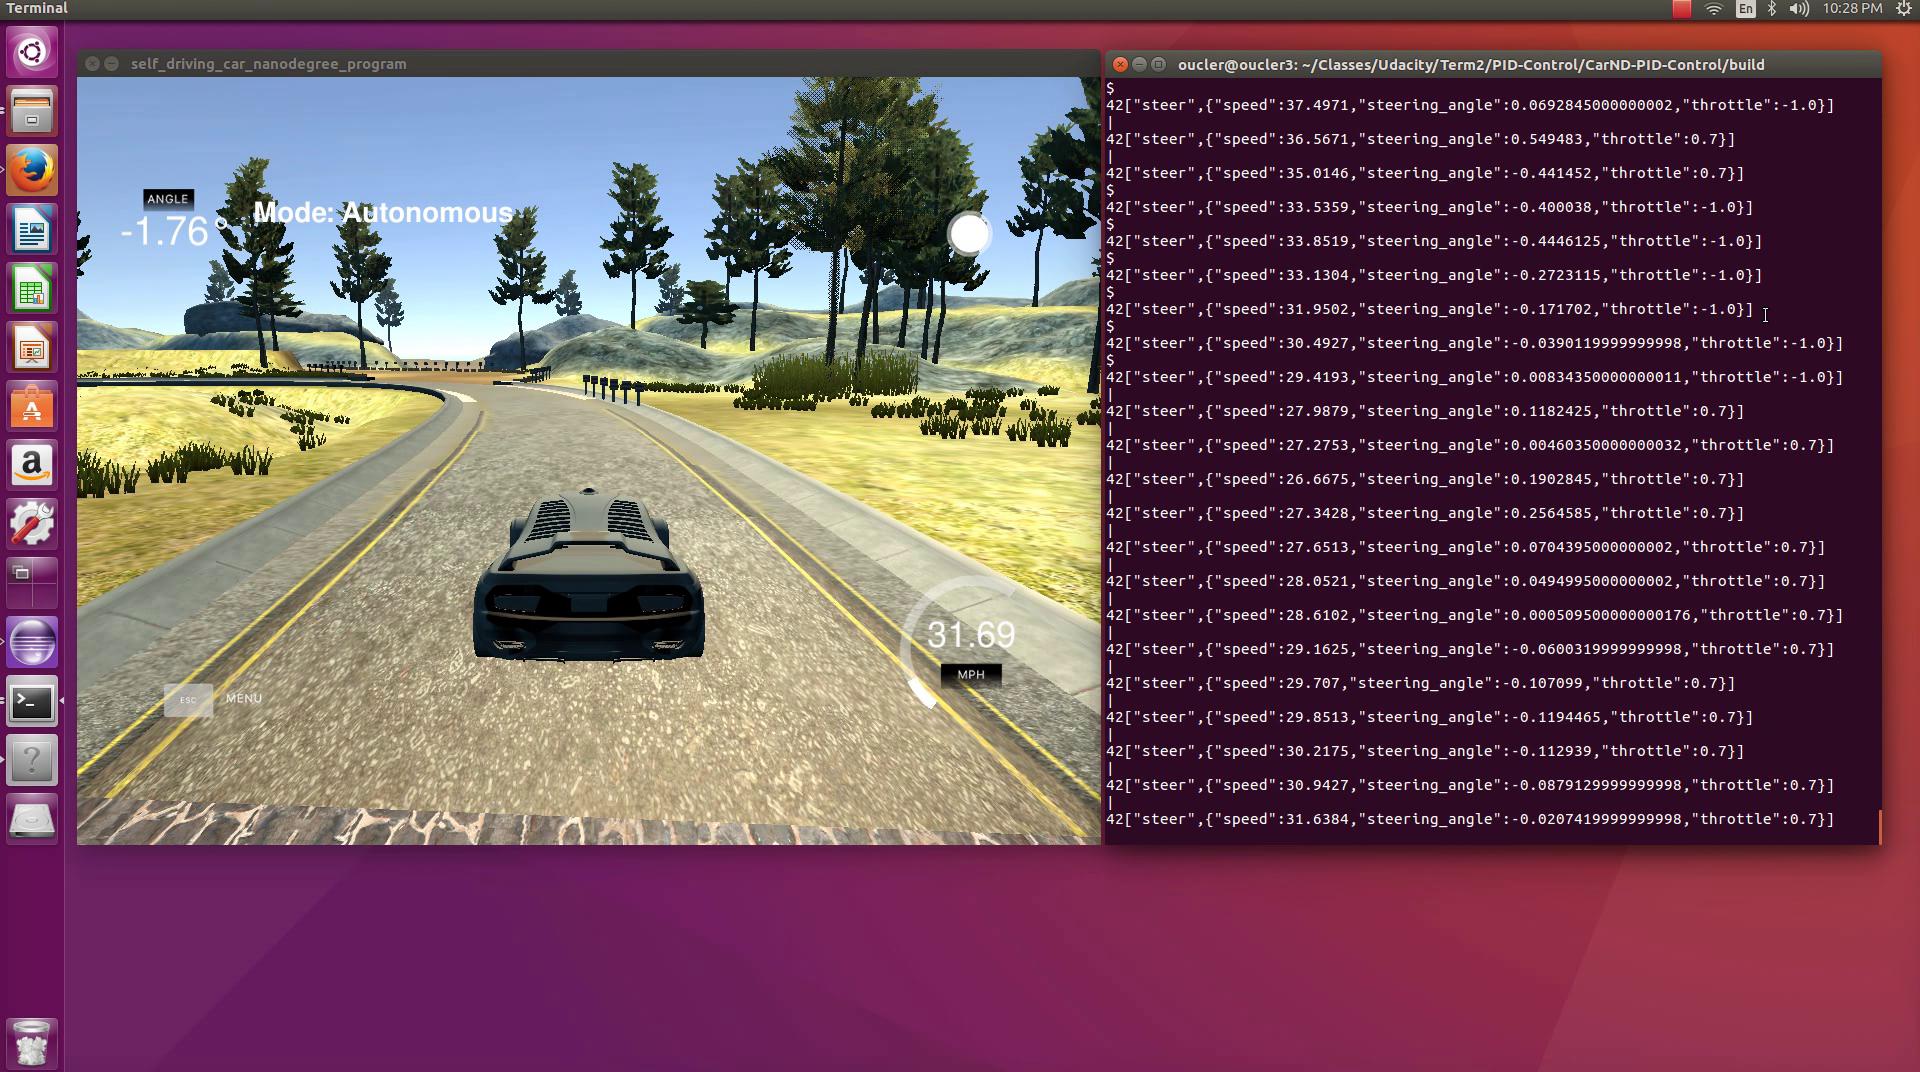 Terminal
En
10:28 PM
self_driving_car_nanodegree_program
ANGLE
-1.76°
Mode: Autonomous
31.69
MPH
ESC
MENU
oucler@oucler3: ~/Classes/Udacity/Term2/PID-Control/CarND-PID-Control/build
$
42["steer",{"speed":37.4971,"steering_angle":0.0692845000000002,"throttle":-1.0}]
|
42["steer",{"speed":36.5671,"steering_angle":0.549483,"throttle":0.7}]
|
42["steer",{"speed":35.0146,"steering_angle":-0.441452,"throttle":0.7}]
$
42["steer",{"speed":33.5359,"steering_angle":-0.400038,"throttle":-1.0}]
$
42["steer",{"speed":33.8519,"steering_angle":-0.4446125,"throttle":-1.0}]
$
42["steer",{"speed":33.1304,"steering_angle":-0.2723115,"throttle":-1.0}]
$
42["steer",{"speed":31.9502,"steering_angle":-0.171702,"throttle":-1.0}]
$
42["steer",{"speed":30.4927,"steering_angle":-0.0390119999999998,"throttle":-1.0}]
$
42["steer",{"speed":29.4193,"steering_angle":0.00834350000000011,"throttle":-1.0}]
|
42["steer",{"speed":27.9879,"steering_angle":0.1182425,"throttle":0.7}]
|
42["steer",{"speed":27.2753,"steering_angle":0.00460350000000032,"throttle":0.7}]
|
42["steer",{"speed":26.6675,"steering_angle":0.1902845,"throttle":0.7}]
|
42["steer",{"speed":27.3428,"steering_angle":0.2564585,"throttle":0.7}]
|
42["steer",{"speed":27.6513,"steering_angle":0.0704395000000002,"throttle":0.7}]
|
42["steer",{"speed":28.0521,"steering_angle":0.0494995000000002,"throttle":0.7}]
|
42["steer",{"speed":28.6102,"steering_angle":0.000509500000000176,"throttle":0.7}]
|
42["steer",{"speed":29.1625,"steering_angle":-0.0600319999999998,"throttle":0.7}]
|
42["steer",{"speed":29.707,"steering_angle":-0.107099,"throttle":0.7}]
|
42["steer",{"speed":29.8513,"steering_angle":-0.1194465,"throttle":0.7}]
|
42["steer",{"speed":30.2175,"steering_angle":-0.112939,"throttle":0.7}]
|
42["steer",{"speed":30.9427,"steering_angle":-0.0879129999999998,"throttle":0.7}]
|
42["steer",{"speed":31.6384,"steering_angle":-0.0207419999999998,"throttle":0.7}]